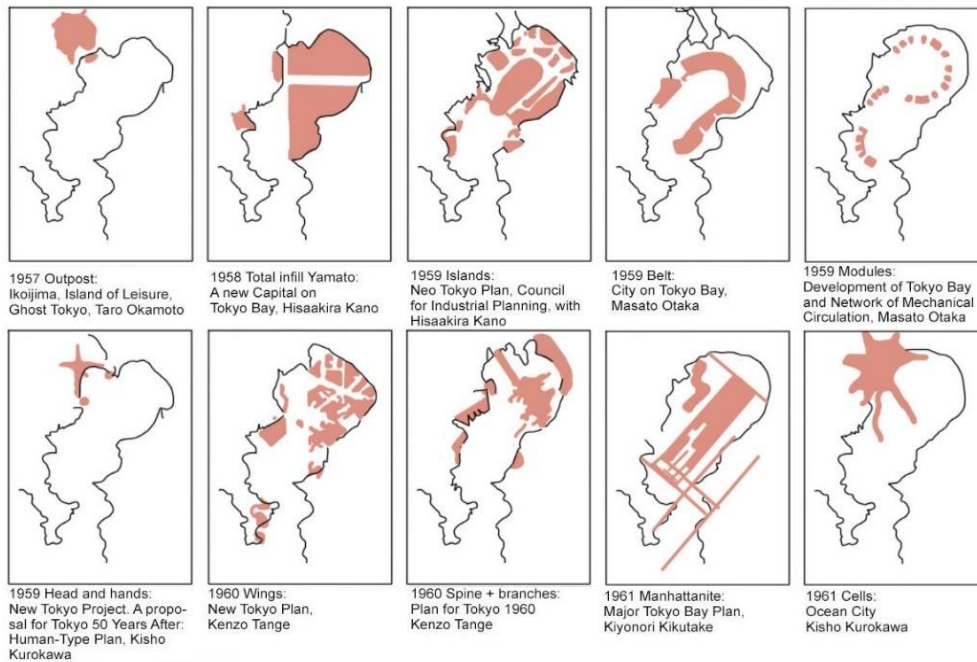 1957 Outpost:
Ikoijima, Island of Leisure,
Ghost Tokyo, Taro Okamoto
1958 Total infill Yamato:
A new Capital on
Tokyo Bay, Hisaakira Kano
1959 Islands:
Neo Tokyo Plan, Council
for Industrial Planning, with
Hisaakira Kano
1959 Belt:
City on Tokyo Bay,
Masato Otaka
1959 Modules:
Development of Tokyo Bay
and Network of Mechanical
Circulation, Masato Otaka
1959 Head and hands:
New Tokyo Project. A propo-
sal for Tokyo 50 Years After:
Human-Type Plan, Kisho
Kurokawa
1960 Wings:
New Tokyo Plan,
Kenzo Tange
1960 Spine + branches:
Plan for Tokyo 1960
Kenzo Tange
1961 Manhattanite:
Major Tokyo Bay Plan,
Kiyonori Kikutake
1961 Cells:
Ocean City
Kisho Kurokawa